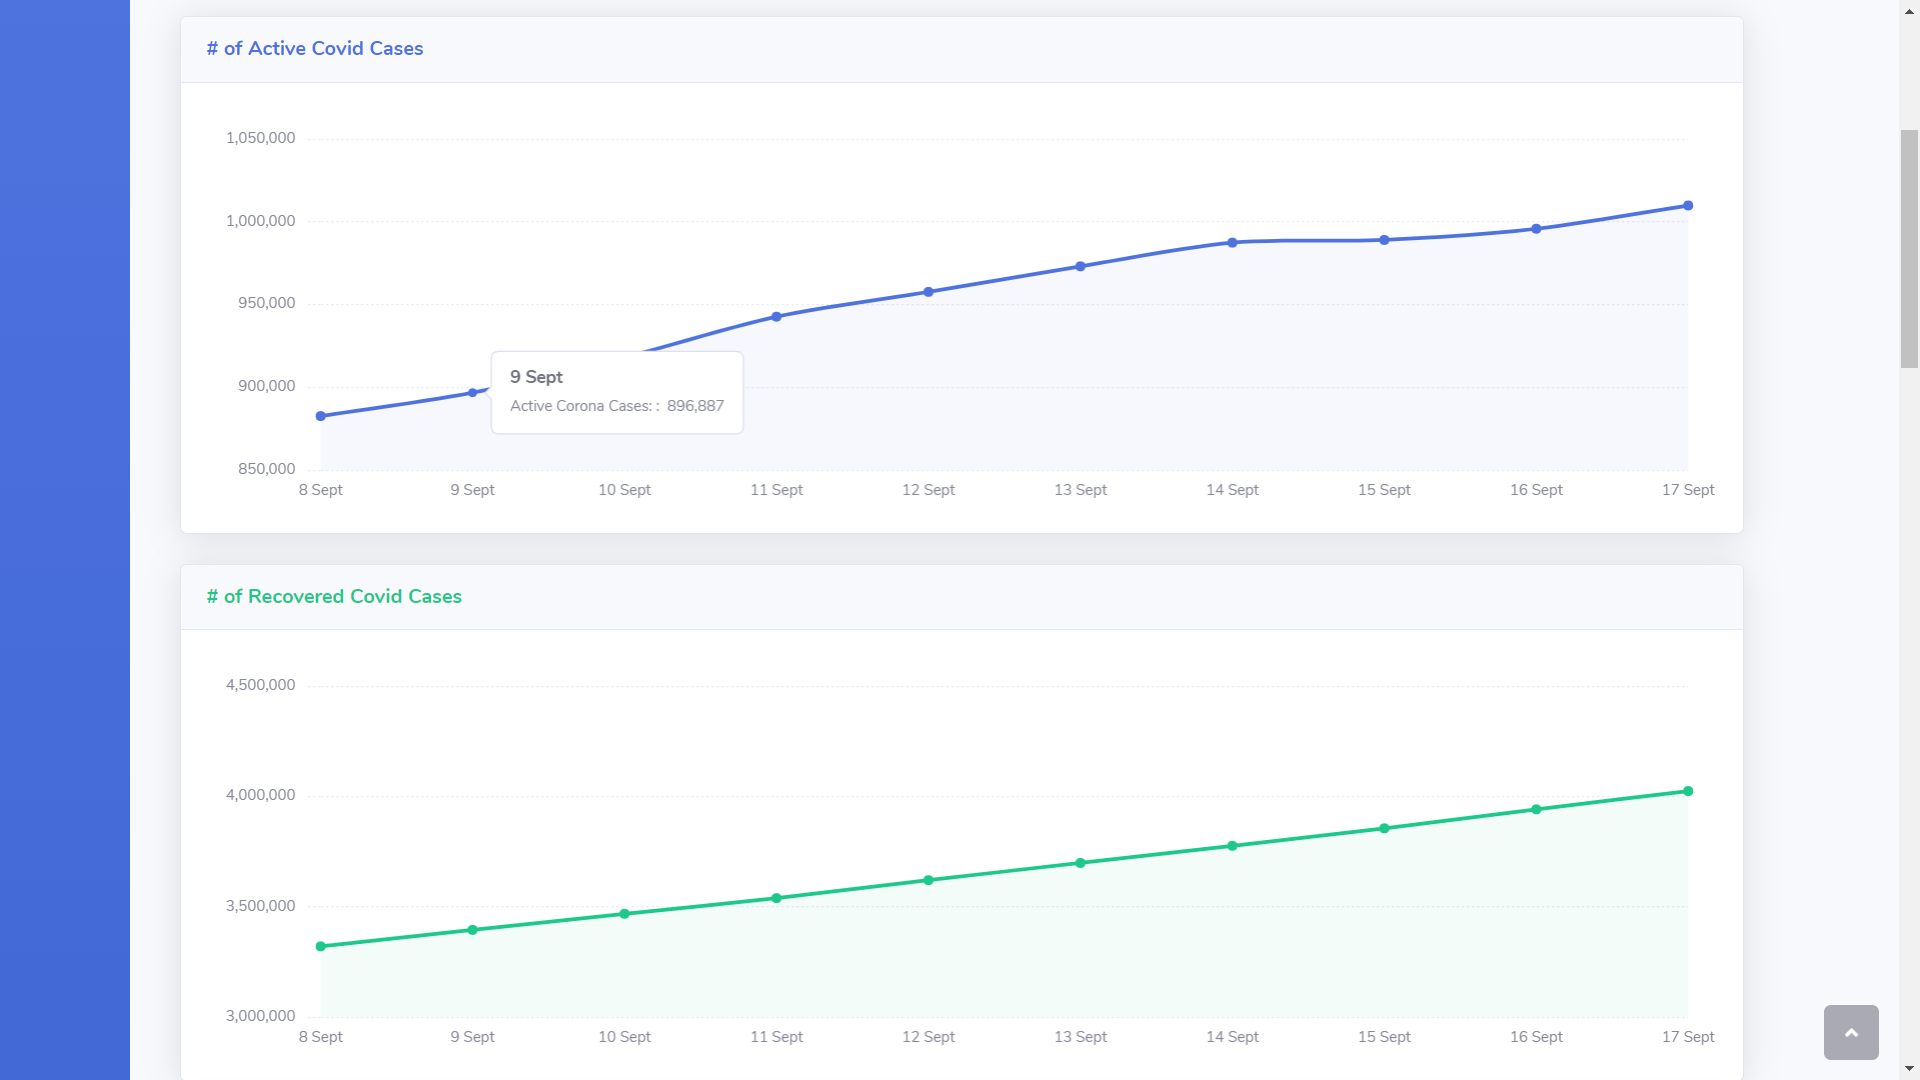 # of Active Covid Cases
1,050,000
1,000,000
950,000
900,000
850,000
9 Sept
Active Corona Cases: : 896,887
8 Sept 9 Sept 10 Sept 11 Sept 12 Sept 13 Sept 14 Sept 15 Sept 16 Sept 17 Sept
# of Recovered Covid Cases
4,500,000
4,000,000
3,500,000
3,000,000
8 Sept 9 Sept 10 Sept 11 Sept 12 Sept 13 Sept 14 Sept 15 Sept 16 Sept 17 Sept